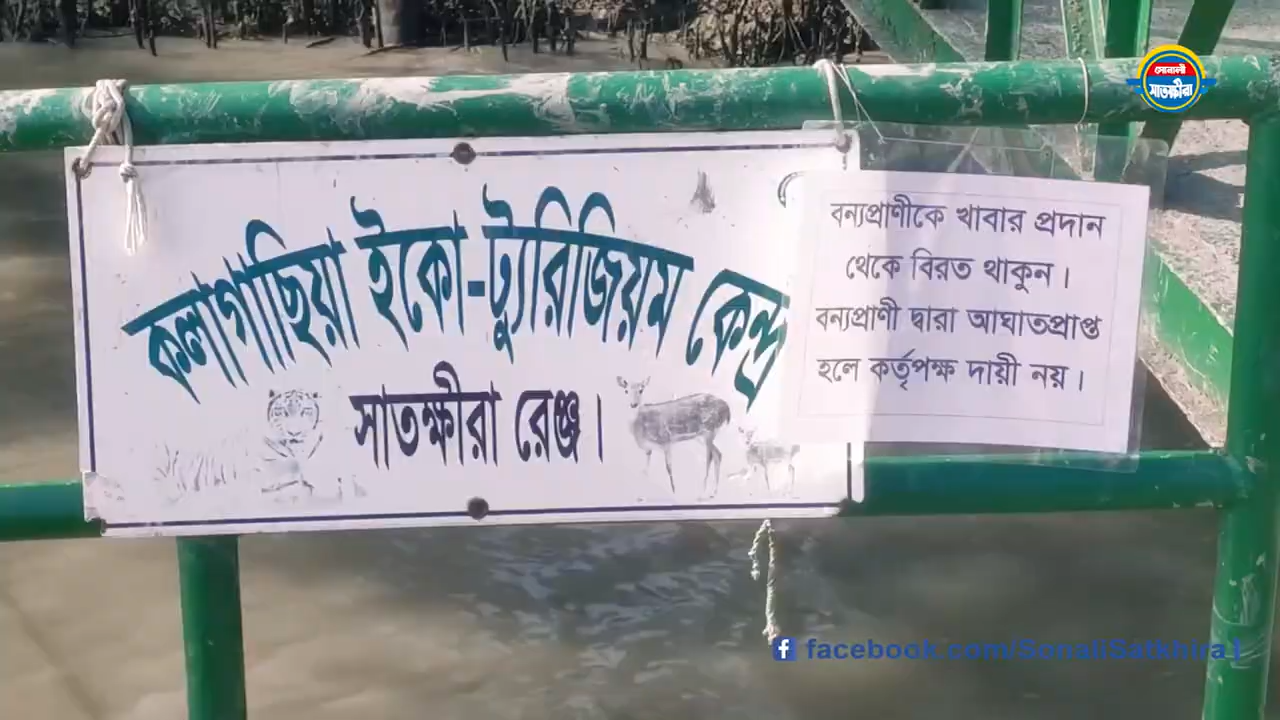 সোনালী
সাতক্ষীরা
কলাগাছিয়া ইকো-ট্যুরিজিয়ম কেন্দ্র
সাতক্ষীরা রেঞ্জ।
বন্যপ্রাণীকে খাবার প্রদান
থেকে বিরত থাকুন।
বন্যপ্রাণী দ্বারা আঘাতপ্রাপ্ত
হলে কর্তৃপক্ষ দায়ী নয়।
facebook.com/SonaliSatkhira1